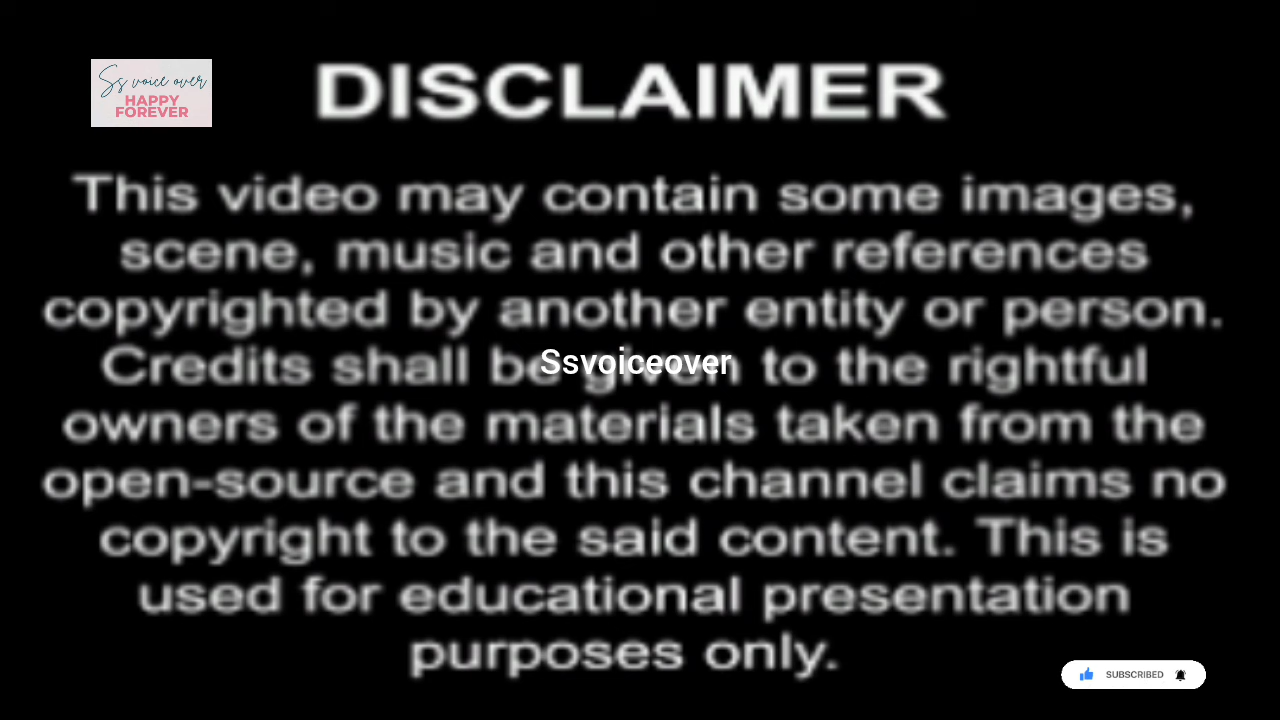 Ss voice over
HAPPY
FOREVER
DISCLAIMER
This video may contain some images,
scene, music and other references
copyrighted by another entity or person.
Credits shall be given to the rightful
Ssvoiceover
owners of the materials taken from the
open-source and this channel claims no
copyright to the said content. This is
used for educational presentation
purposes only.
SUBSCRIBED